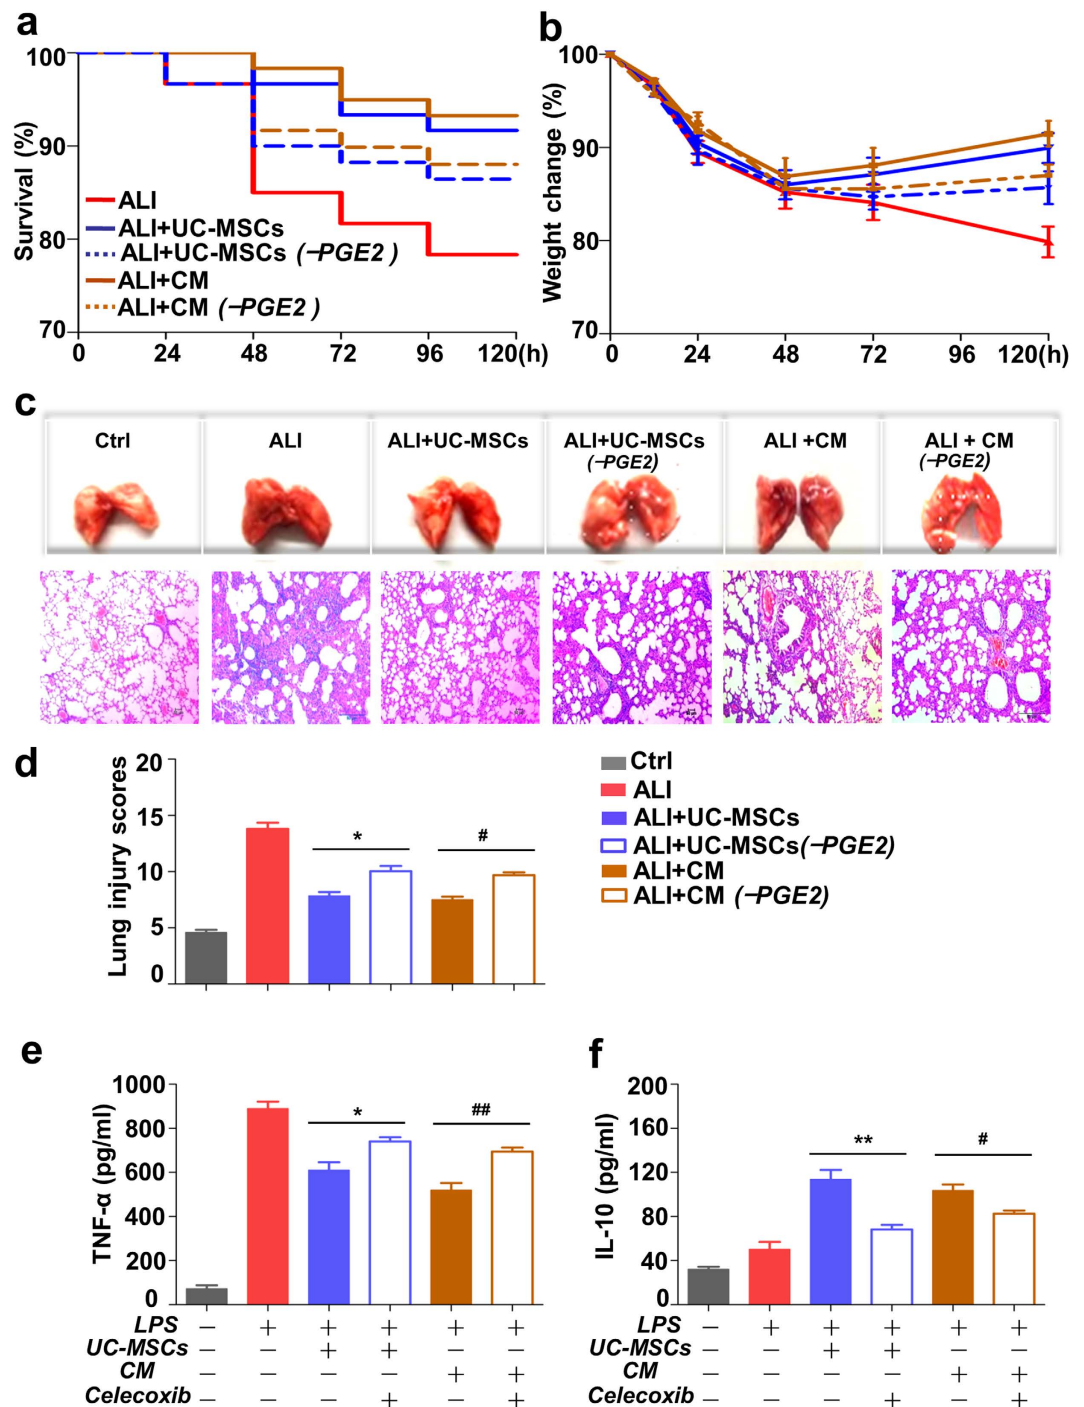 a
Survival (%)
100
90
80
70
0 24 48 72 96 120(h)
ALI
ALI+UC-MSCs
ALI+UC-MSCs (−PGE2 )
ALI+CM
ALI+CM (−PGE2 )
b
Weight change (%)
100
90
80
70
0 24 48 72 96 120(h)
c
Ctrl
ALI
ALI+UC-MSCs
ALI+UC-MSCs
(−PGE2)
ALI +CM
ALI + CM
(−PGE2)
d
Lung injury scores
20
15
10
5
0
* #
Ctrl
ALI
ALI+UC-MSCs
ALI+UC-MSCs(−PGE2)
ALI+CM
ALI+CM (−PGE2)
e
TNF-α (pg/ml)
1000
800
600
400
200
0
* ##
LPS − + + + + +
UC-MSCs − − + + − −
CM − − − − + +
Celecoxib − − − + − +
f
IL-10 (pg/ml)
200
160
120
80
40
0
** #
LPS − + + + + +
UC-MSCs − − + + − −
CM − − − − + +
Celecoxib − − − + − +